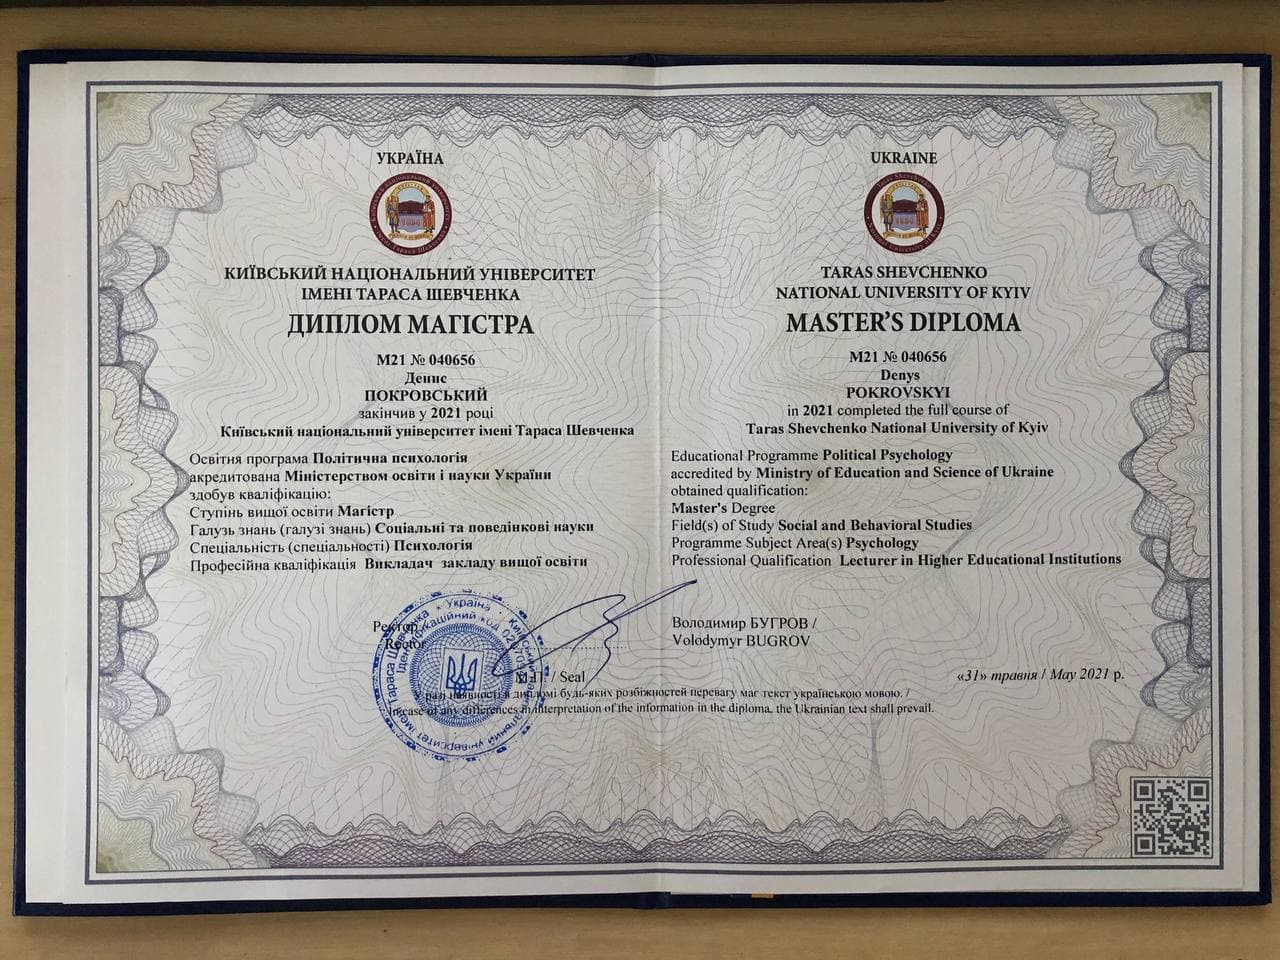 УКРАЇНА
КИЇВСЬКИЙ НАЦІОНАЛЬНИЙ УНІВЕРСИТЕТ
ІМЕНІ ТАРАСА ШЕВЧЕНКА
ДИПЛОМ МАГІСТРА
М21 № 040656
Денис
ПОКРОВСЬКИЙ
закінчив у 2021 році
Київський національний університет імені Тараса Шевченка
Освітня програма Політична психологія
акредитована Міністерством освіти і науки України
здобув кваліфікацію:
Ступінь вищої освіти Магістр
Галузь знань (галузі знань) Соціальні та поведінкові науки
Спеціальність (спеціальності) Психологія
Професійна кваліфікація Викладач закладу вищої освіти
UKRAINE
TARAS SHEVCHENKO
NATIONAL UNIVERSITY OF KYIV
MASTER'S DIPLOMA
М21 № 040656
Denys
POKROVSKYI
in 2021 completed the full course of
Taras Shevchenko National University of Kyiv
Educational Programme Political Psychology
accredited by Ministry of Education and Science of Ukraine
obtained qualification:
Master's Degree
Field(s) of Study Social and Behavioral Studies
Programme Subject Area(s) Psychology
Professional Qualification Lecturer in Higher Educational Institutions
Ректор
Rector
Володимир БУГРОВ /
Volodymyr BUGROV
М.П. / Seal
«31» травня / May 2021 р.
У разі наявності в дипломі будь-яких розбіжностей перевагу має текст українською мовою. /
In case of any differences in interpretation of the information in the diploma, the Ukrainian text shall prevail.